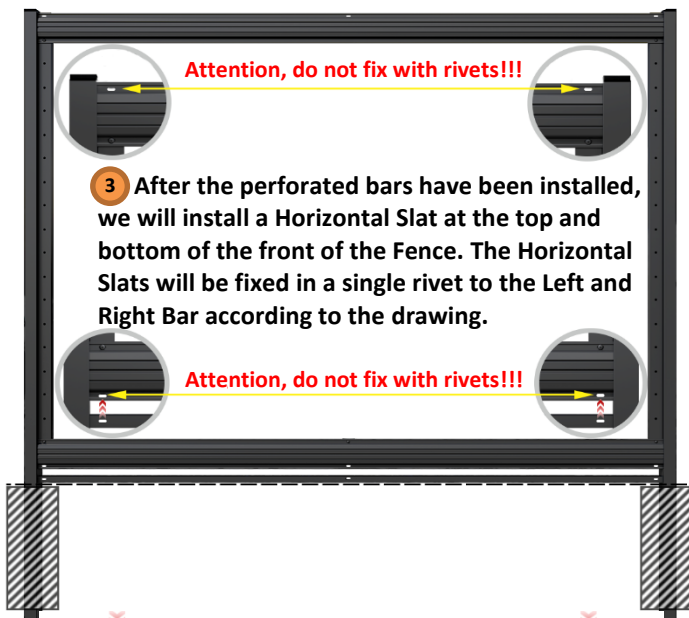 Attention, do not fix with rivets!!!
3 After the perforated bars have been installed,
we will install a Horizontal Slat at the top and
bottom of the front of the Fence. The Horizontal
Slats will be fixed in a single rivet to the Left and
Right Bar according to the drawing.
Attention, do not fix with rivets!!!